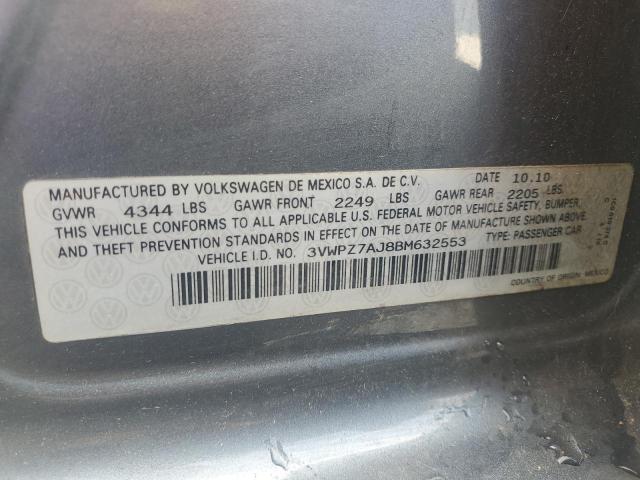 MANUFACTURED BY VOLKSWAGEN DE MEXICO S.A. DE C.V. DATE 10.10
GVWR 4344 LBS GAWR FRONT 2249 LBS GAWR REAR 2205 LBS
THIS VEHICLE CONFORMS TO ALL APPLICABLE U.S. FEDERAL MOTOR VEHICLE SAFETY, BUMPER,
AND THEFT PREVENTION STANDARDS IN EFFECT ON THE DATE OF MANUFACTURE SHOWN ABOVE.
VEHICLE I.D. NO. 3VWPZ7AJ8BM632553 TYPE: PASSENGER CAR
COUNTRY OF ORIGIN: MEXICO